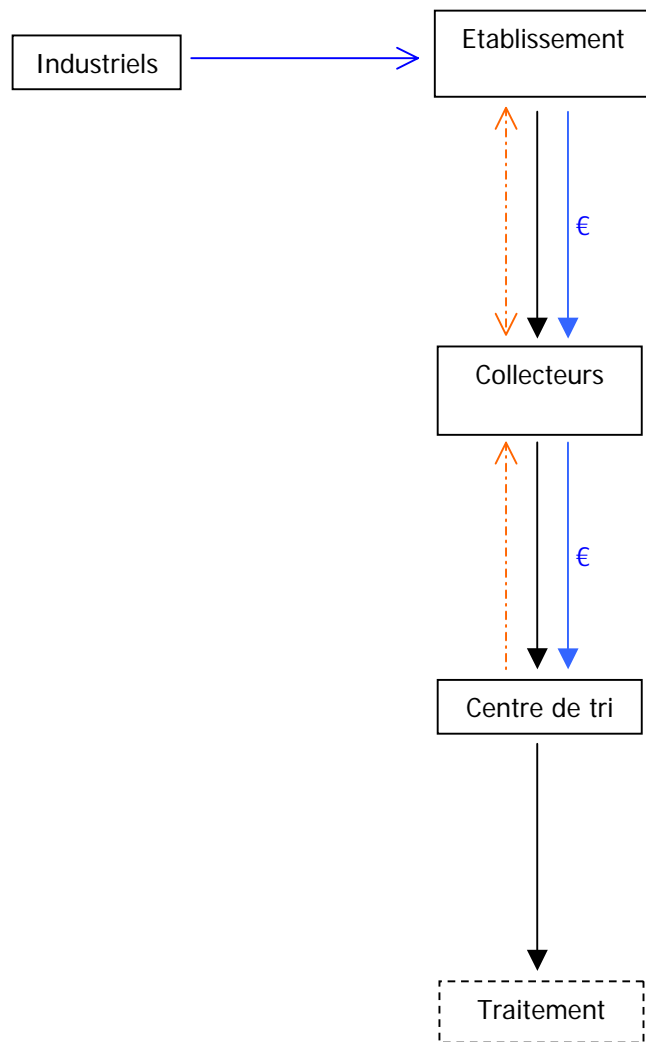 Etablissement
Industriels
€
Collecteurs
€
Centre de tri
Traitement